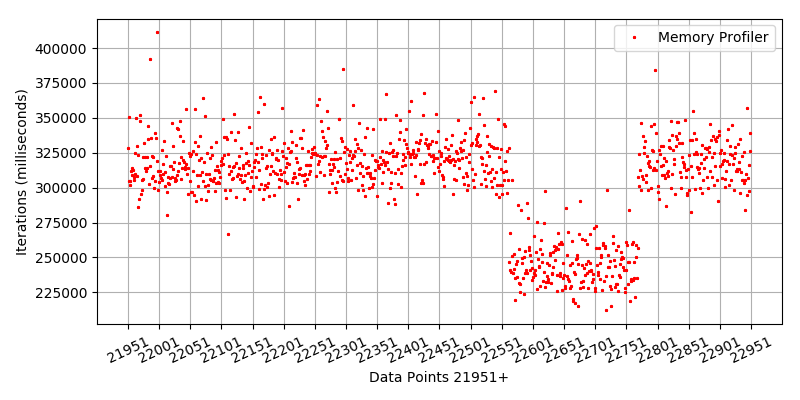 Memory Profiler
Iterations (milliseconds)
400000
375000
350000
325000
300000
275000
250000
225000
21951 22001 22051 22101 22151 22201 22251 22301 22351 22401 22451 22501 22551 22601 22651 22701 22751 22801 22851 22901 22951
Data Points 21951+